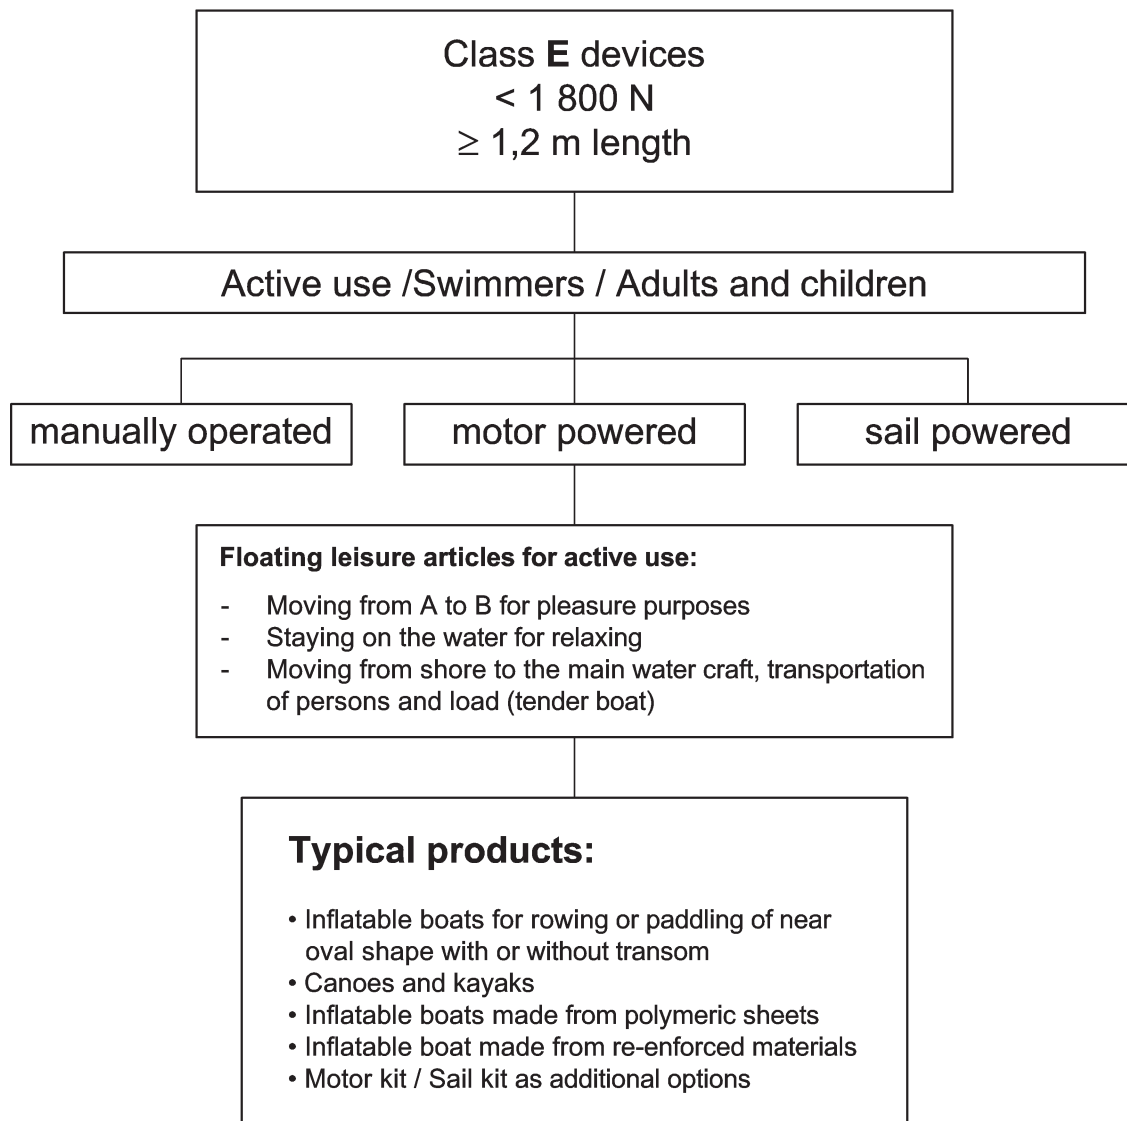 Class E devices
< 1 800 N
≥ 1,2 m length
Active use /Swimmers / Adults and children
manually operated
motor powered
sail powered
Floating leisure articles for active use:
- Moving from A to B for pleasure purposes
- Staying on the water for relaxing
- Moving from shore to the main water craft, transportation
of persons and load (tender boat)
Typical products:
• Inflatable boats for rowing or paddling of near
oval shape with or without transom
• Canoes and kayaks
• Inflatable boats made from polymeric sheets
• Inflatable boat made from re-enforced materials
• Motor kit / Sail kit as additional options